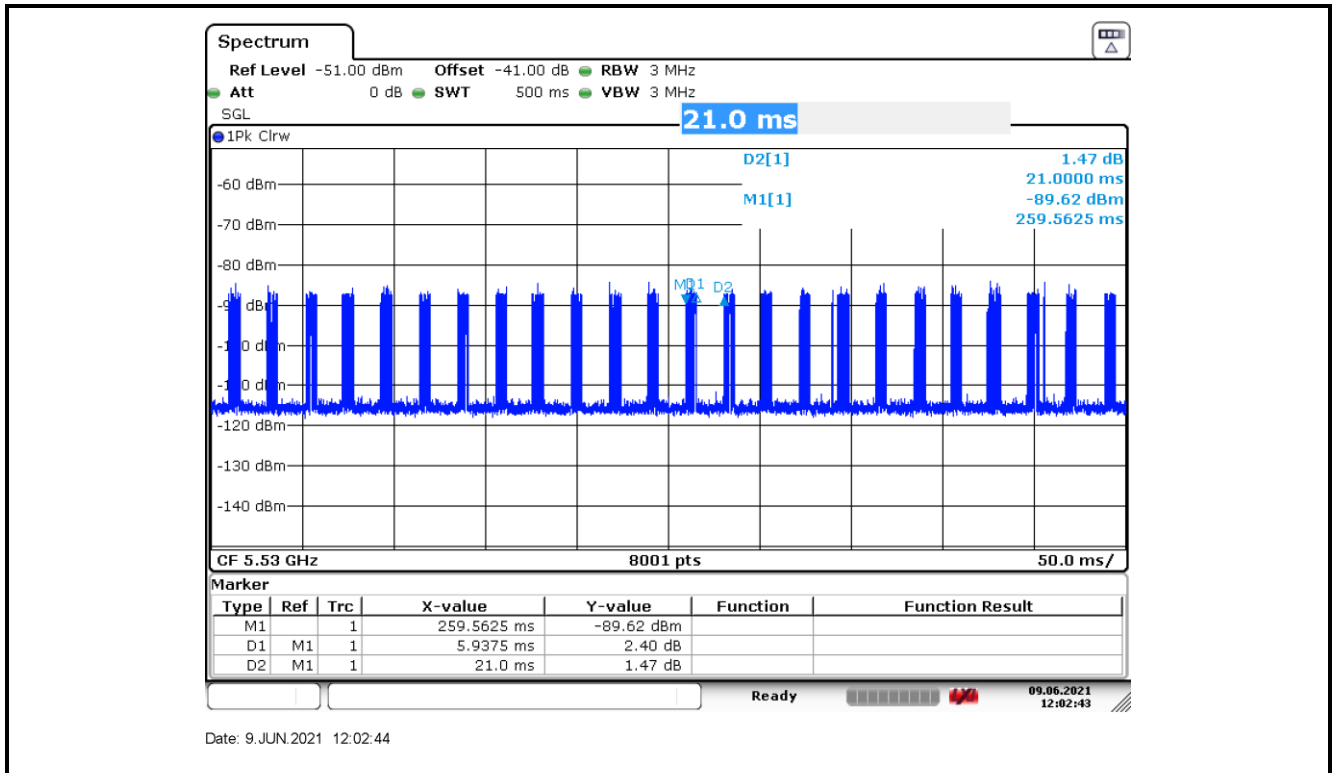 Spectrum
Ref Level -51.00 dBm Offset -41.00 dB RBW 3 MHz
Att 0 dB SWT 500 ms VBW 3 MHz
SGL
21.0 ms
1Pk Clrw
D2[1] 1.47 dB
21.0000 ms
M1[1] -89.62 dBm
259.5625 ms
-60 dBm
-70 dBm
-80 dBm
D1 D2
-120 dBm
-130 dBm
-140 dBm
CF 5.53 GHz 8001 pts 50.0 ms/
Marker
Type Ref Trc X-value Y-value Function Function Result
M1 1 259.5625 ms -89.62 dBm
D1 M1 1 5.9375 ms 2.40 dB
D2 M1 1 21.0 ms 1.47 dB
Ready 09.06.2021
12:02:43
Date: 9.JUN.2021 12:02:44